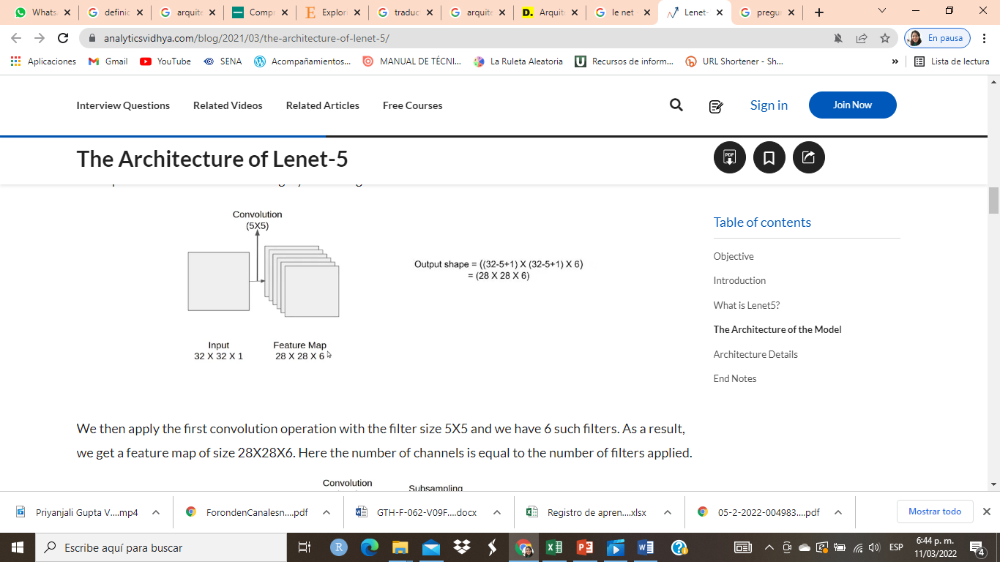 Whats
definic
arquite
Compr
Explor
traduc
arquite
D. Arquit
le net -
Lenet-
pregu
analyticsvidhya.com/blog/2021/03/the-architecture-of-lenet-5/
En pausa
Aplicaciones
Gmail
YouTube
SENA
Acompañamientos...
MANUAL DE TÉCNI...
La Ruleta Aleatoria
Recursos de inform...
URL Shortener - Sh...
»
Lista de lectura
Interview Questions
Related Videos
Related Articles
Free Courses
Sign in
Join Now
The Architecture of Lenet-5
PDF
Convolution
(5X5)
Output shape = ((32-5+1) X (32-5+1) X 6)
= (28 X 28 X 6)
Input
32 X 32 X 1
Feature Map
28 X 28 X 6
Table of contents
Objective
Introduction
What is Lenet5?
The Architecture of the Model
Architecture Details
End Notes
We then apply the first convolution operation with the filter size 5X5 and we have 6 such filters. As a result,
we get a feature map of size 28X28X6. Here the number of channels is equal to the number of filters applied.
Convolution
Subsampling
Priyanjali Gupta V....mp4
ForondenCanalesn....pdf
GTH-F-062-V09F....docx
Registro de apren....xlsx
05-2-2022-004983....pdf
Mostrar todo
Escribe aquí para buscar
R
ESP
6:44 p. m.
11/03/2022
4